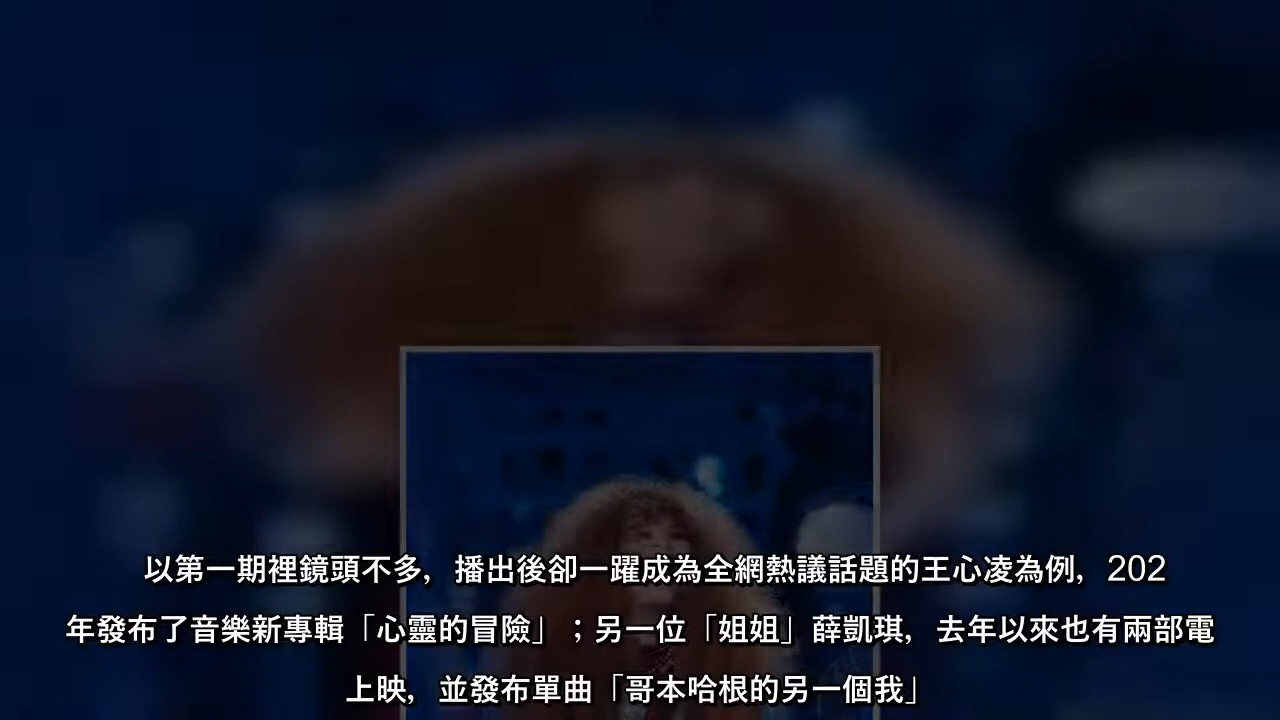 以第一期裡鏡頭不多，播出後卻一躍成為全網熱議話題的王心凌為例，202
年發布了音樂新專輯「心靈的冒險」；另一位「姐姐」薛凱琪，去年以來也有兩部電
上映，並發布單曲「哥本哈根的另一個我」